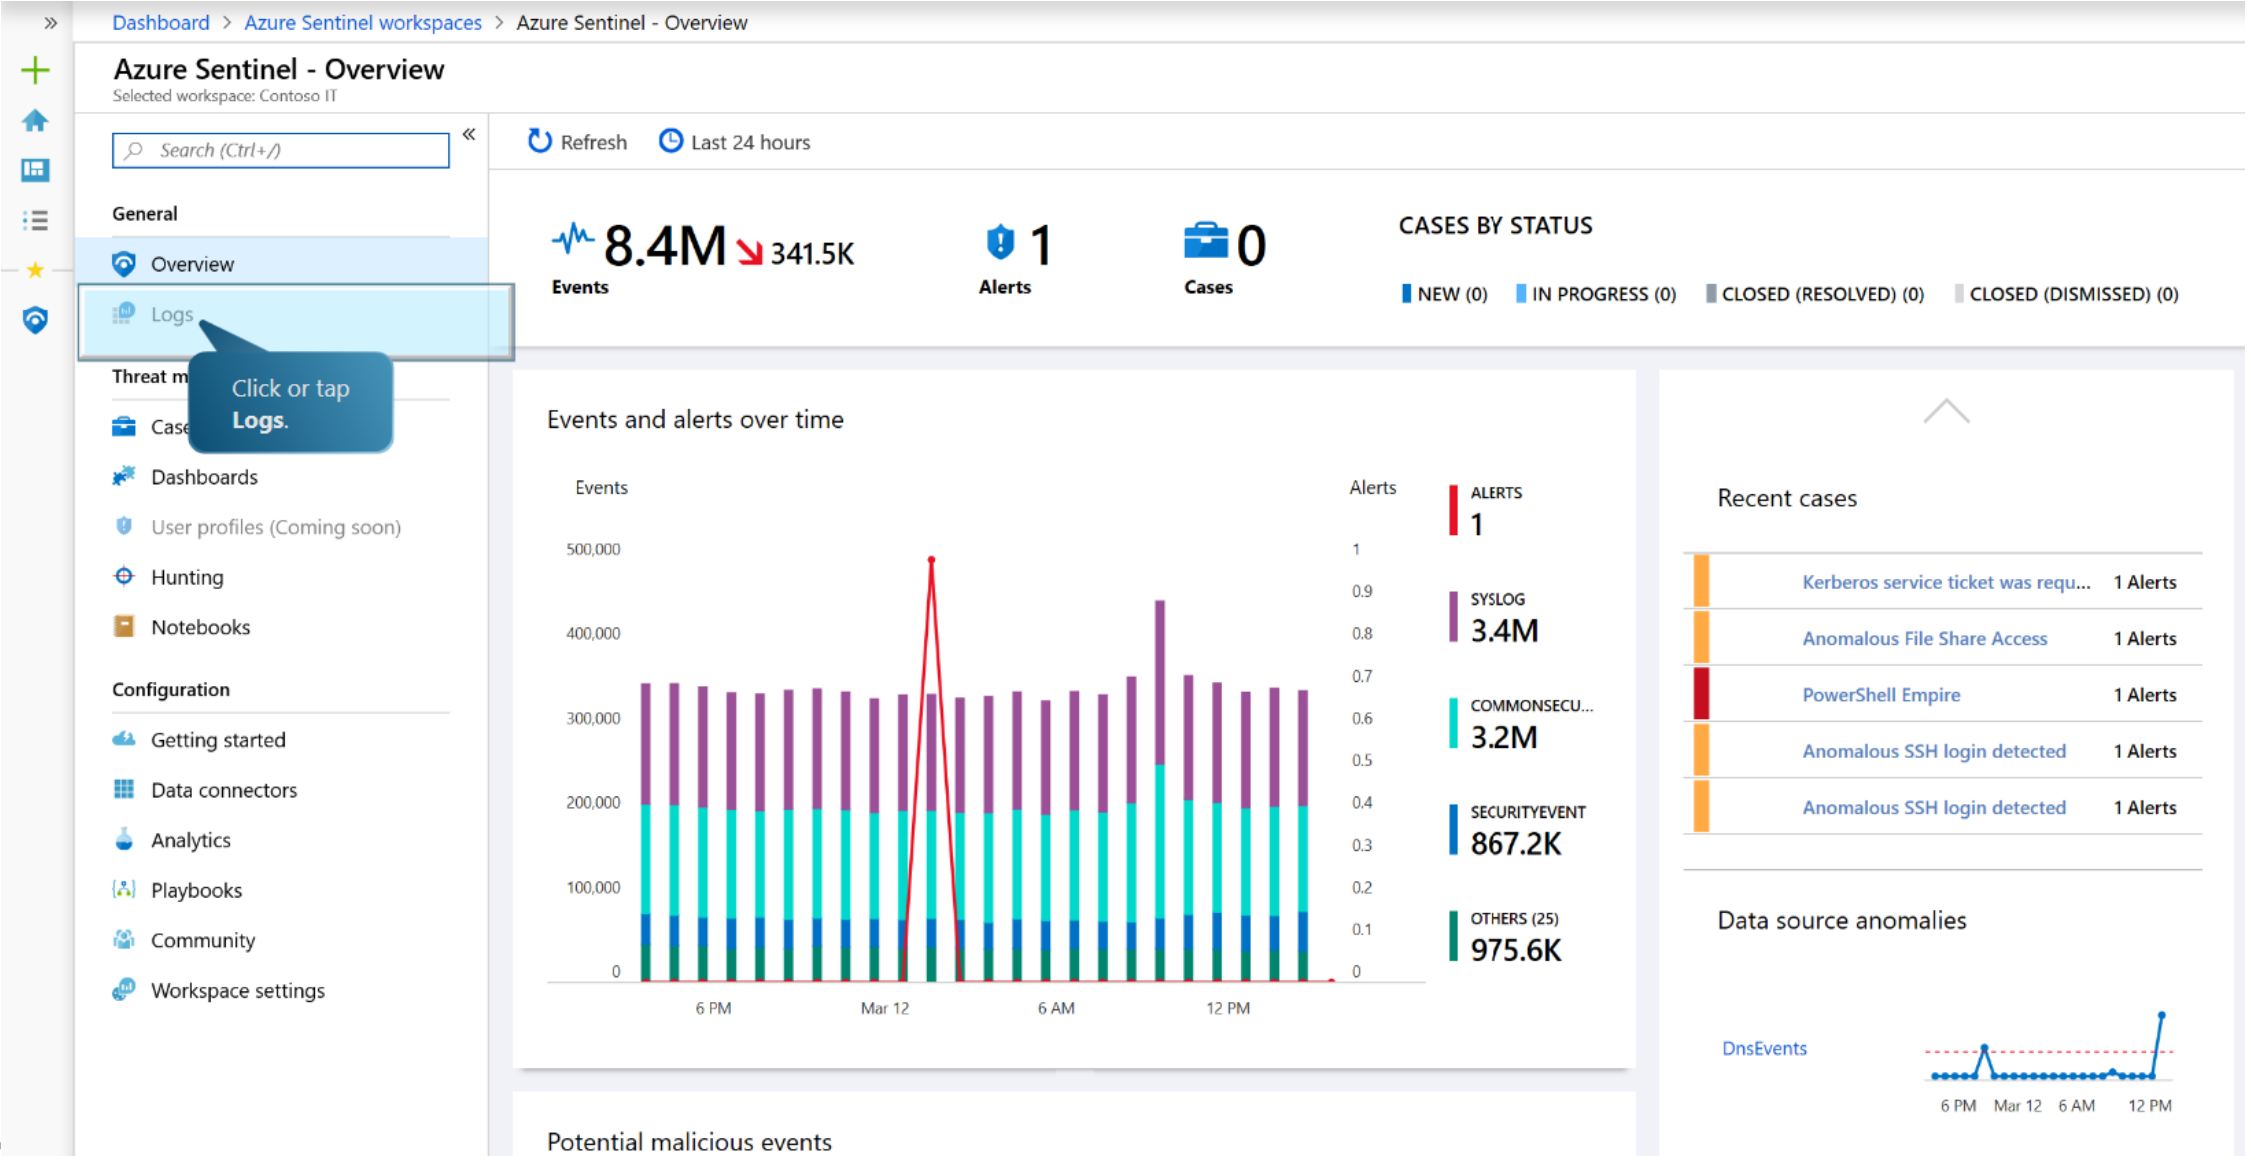 Dashboard > Azure Sentinel workspaces > Azure Sentinel - Overview
Azure Sentinel - Overview
Selected workspace: Contoso IT
Search (Ctrl+/)
General
Overview
Logs
Click or tap
Logs.
Threat m
Case
Dashboards
User profiles (Coming soon)
Hunting
Notebooks
Configuration
Getting started
Data connectors
Analytics
Playbooks
Community
Workspace settings
Refresh
Last 24 hours
8.4M 341.5K
Events
1
Alerts
0
Cases
CASES BY STATUS
NEW (0) IN PROGRESS (0) CLOSED (RESOLVED) (0) CLOSED (DISMISSED) (0)
Events and alerts over time
Events
Alerts
500,000
400,000
300,000
200,000
100,000
0
1
0.9
0.8
0.7
0.6
0.5
0.4
0.3
0.2
0.1
0
6 PM Mar 12 6 AM 12 PM
ALERTS
1
SYSLOG
3.4M
COMMONSECU...
3.2M
SECURITYEVENT
867.2K
OTHERS (25)
975.6K
Potential malicious events
Recent cases
Kerberos service ticket was requ... 1 Alerts
Anomalous File Share Access 1 Alerts
PowerShell Empire 1 Alerts
Anomalous SSH login detected 1 Alerts
Anomalous SSH login detected 1 Alerts
Data source anomalies
DnsEvents
6 PM Mar 12 6 AM 12 PM